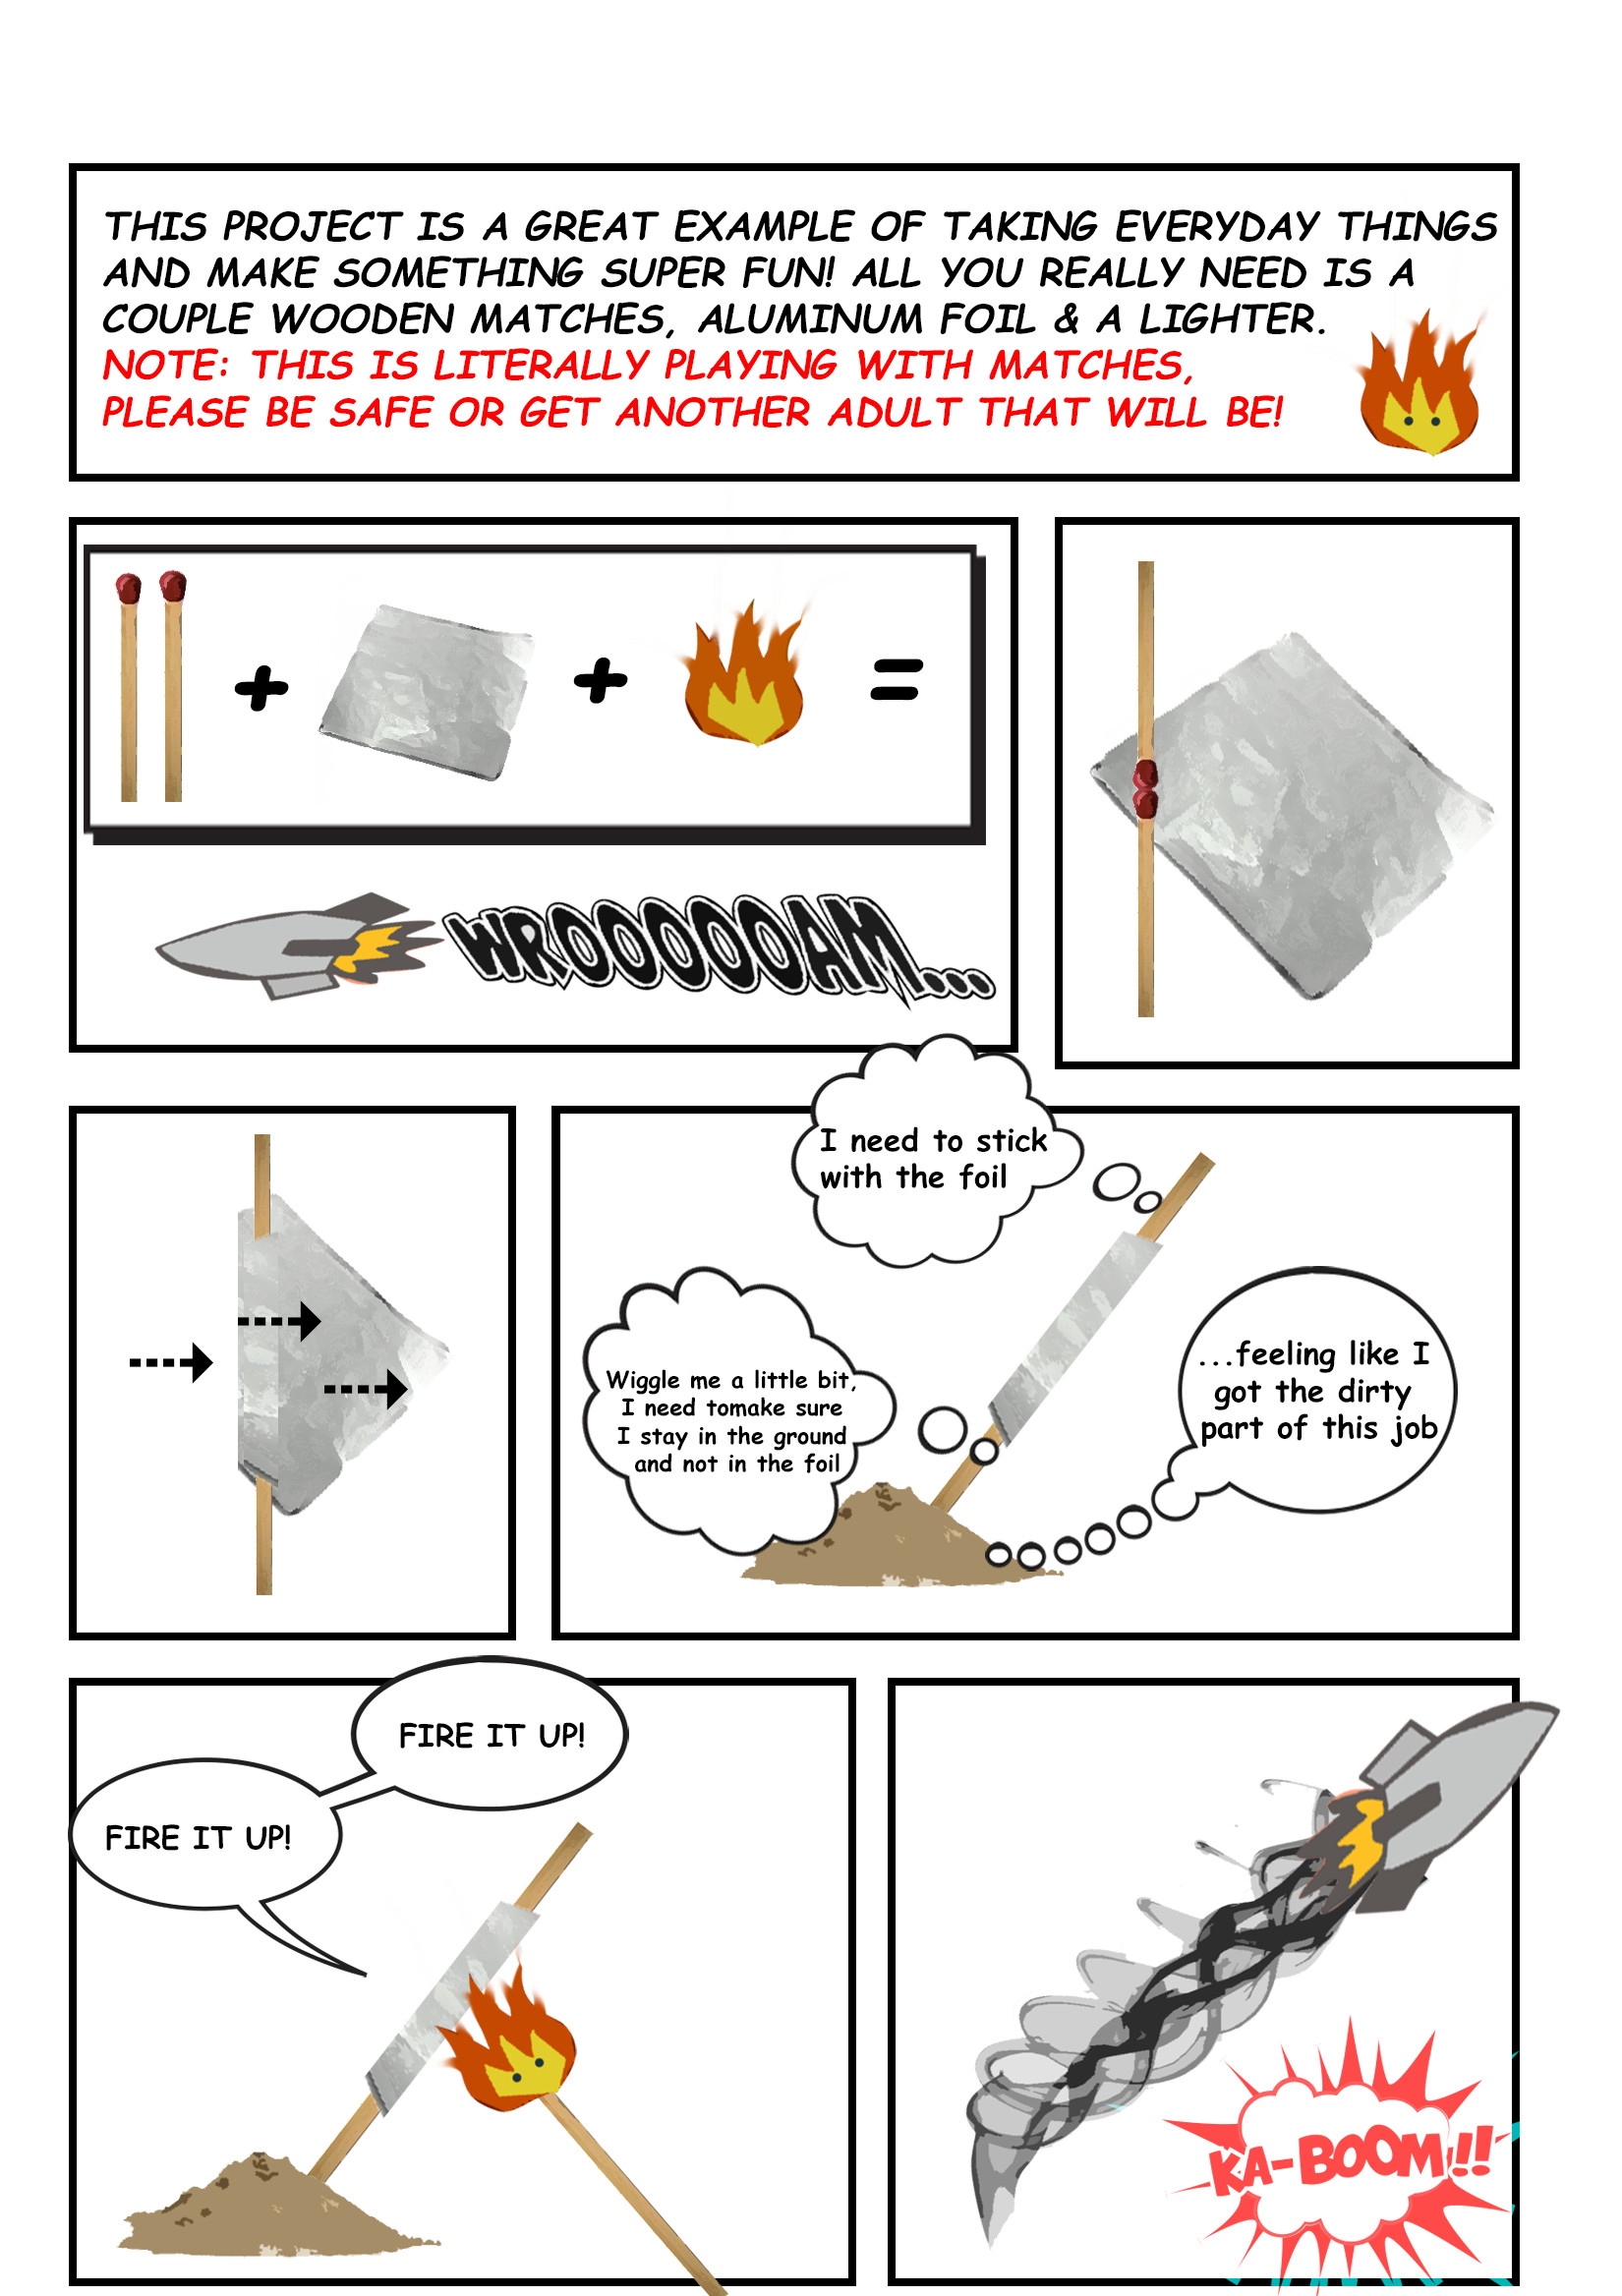 THIS PROJECT IS A GREAT EXAMPLE OF TAKING EVERYDAY THINGS
AND MAKE SOMETHING SUPER FUN! ALL YOU REALLY NEED IS A
COUPLE WOODEN MATCHES, ALUMINUM FOIL & A LIGHTER.
NOTE: THIS IS LITERALLY PLAYING WITH MATCHES,
PLEASE BE SAFE OR GET ANOTHER ADULT THAT WILL BE!
+ + =
WROOOOOAM...
I need to stick
with the foil
Wiggle me a little bit,
I need tomake sure
I stay in the ground
and not in the foil
...feeling like I
got the dirty
part of this job
FIRE IT UP!
FIRE IT UP!
KA-BOOM!!